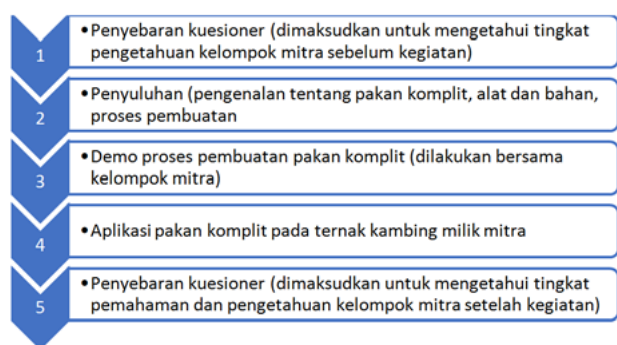 1
•Penyebaran kuesioner (dimaksudkan untuk mengetahui tingkat
pengetahuan kelompok mitra sebelum kegiatan)
2
•Penyuluhan (pengenalan tentang pakan komplit, alat dan bahan,
proses pembuatan
3
•Demo proses pembuatan pakan komplit (dilakukan bersama
kelompok mitra)
4
•Aplikasi pakan komplit pada ternak kambing milik mitra
5
•Penyebaran kuesioner (dimaksudkan untuk mengetahui tingkat
pemahaman dan pengetahuan kelompok mitra setelah kegiatan)